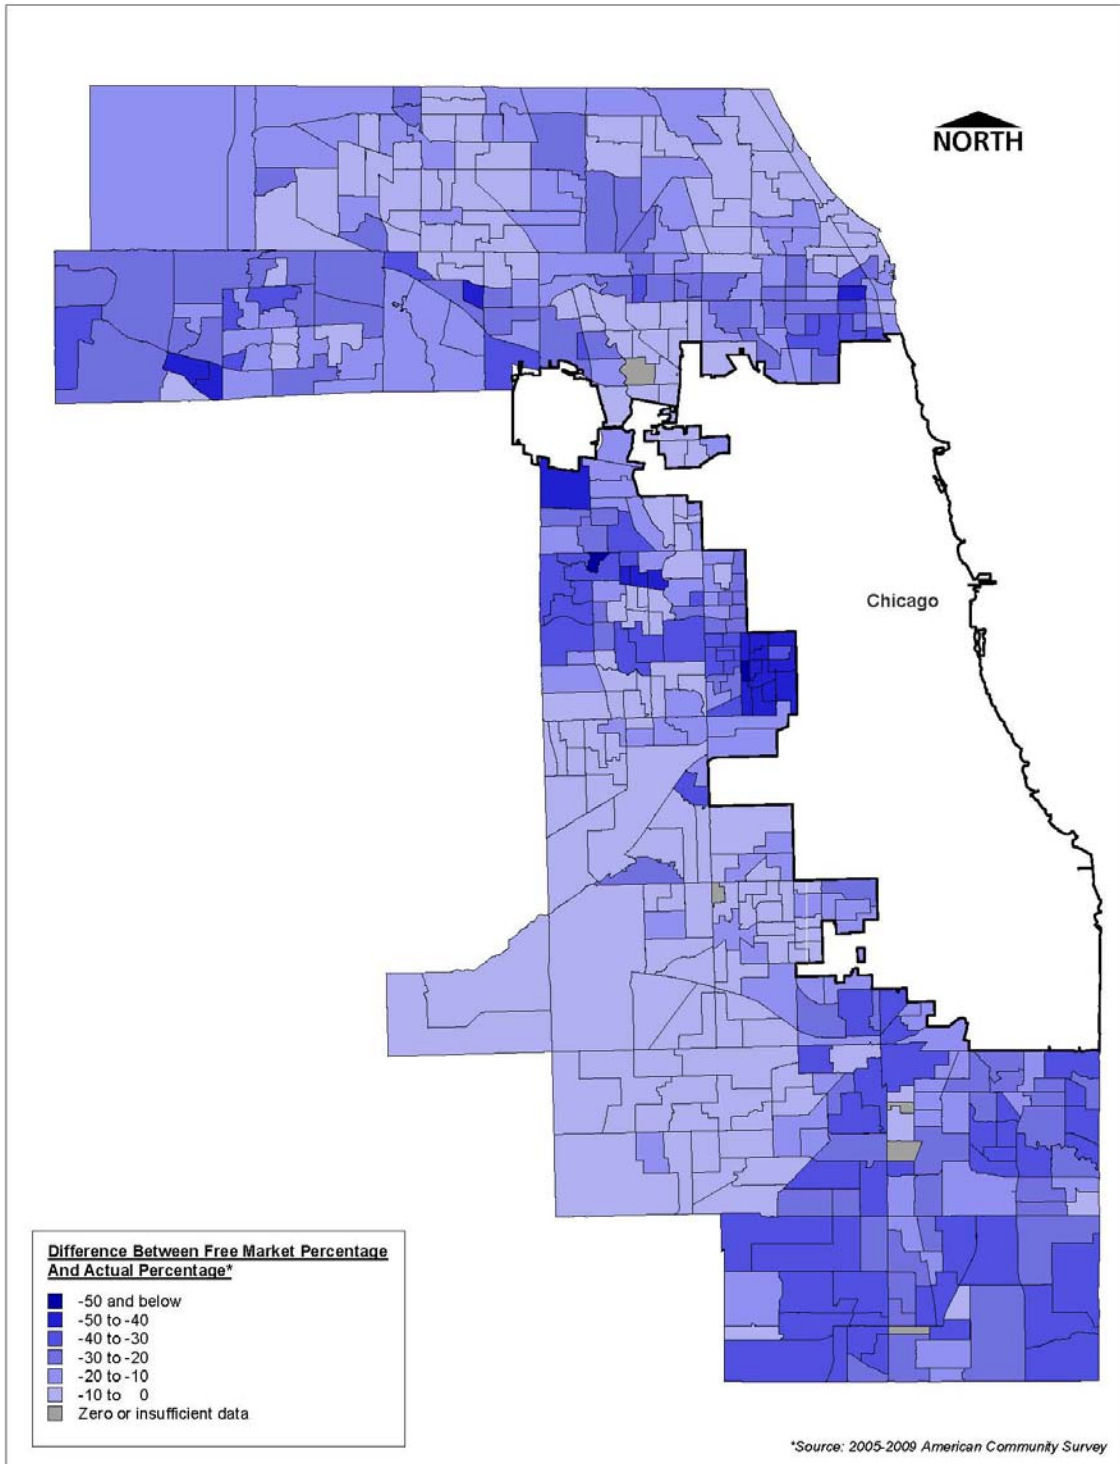 NORTH
Chicago
Difference Between Free Market Percentage
And Actual Percentage*
-50 and below
-50 to -40
-40 to -30
-30 to -20
-20 to -10
-10 to 0
Zero or insufficient data
*Source: 2005-2009 American Community Survey